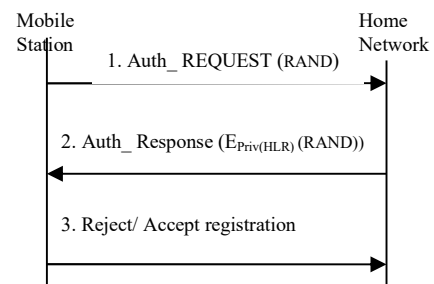 Mobile Station
Home Network
1. Auth_ REQUEST (RAND)
2. Auth_ Response (EPriv(HLR) (RAND))
3. Reject/ Accept registration